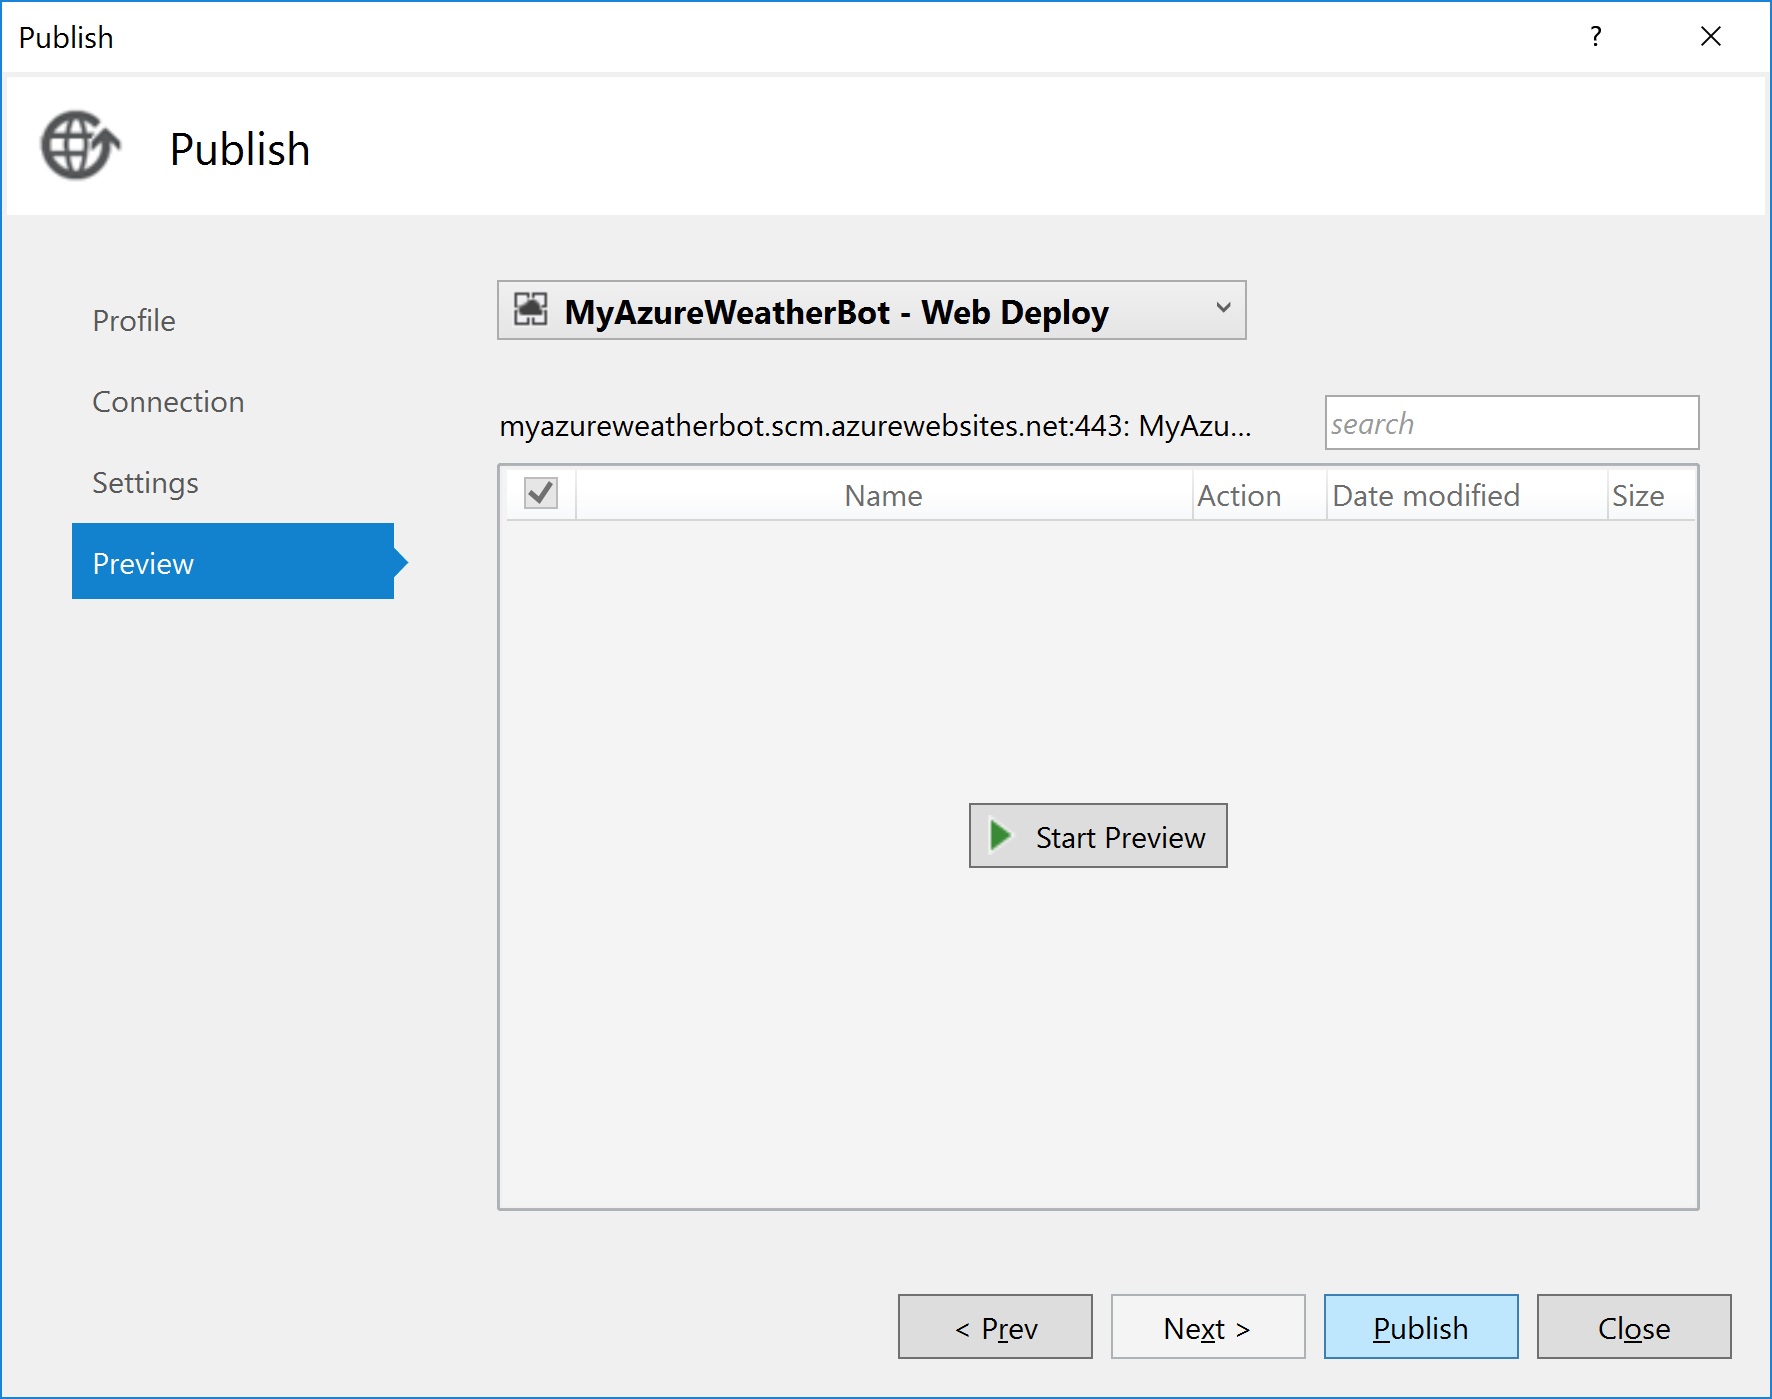 Publish
?
Publish
Profile
Connection
Settings
Preview
MyAzureWeatherBot - Web Deploy
myazureweatherbot.scm.azurewebsites.net:443: MyAzu...
search
Name Action Date modified Size
Start Preview
< Prev Next > Publish Close